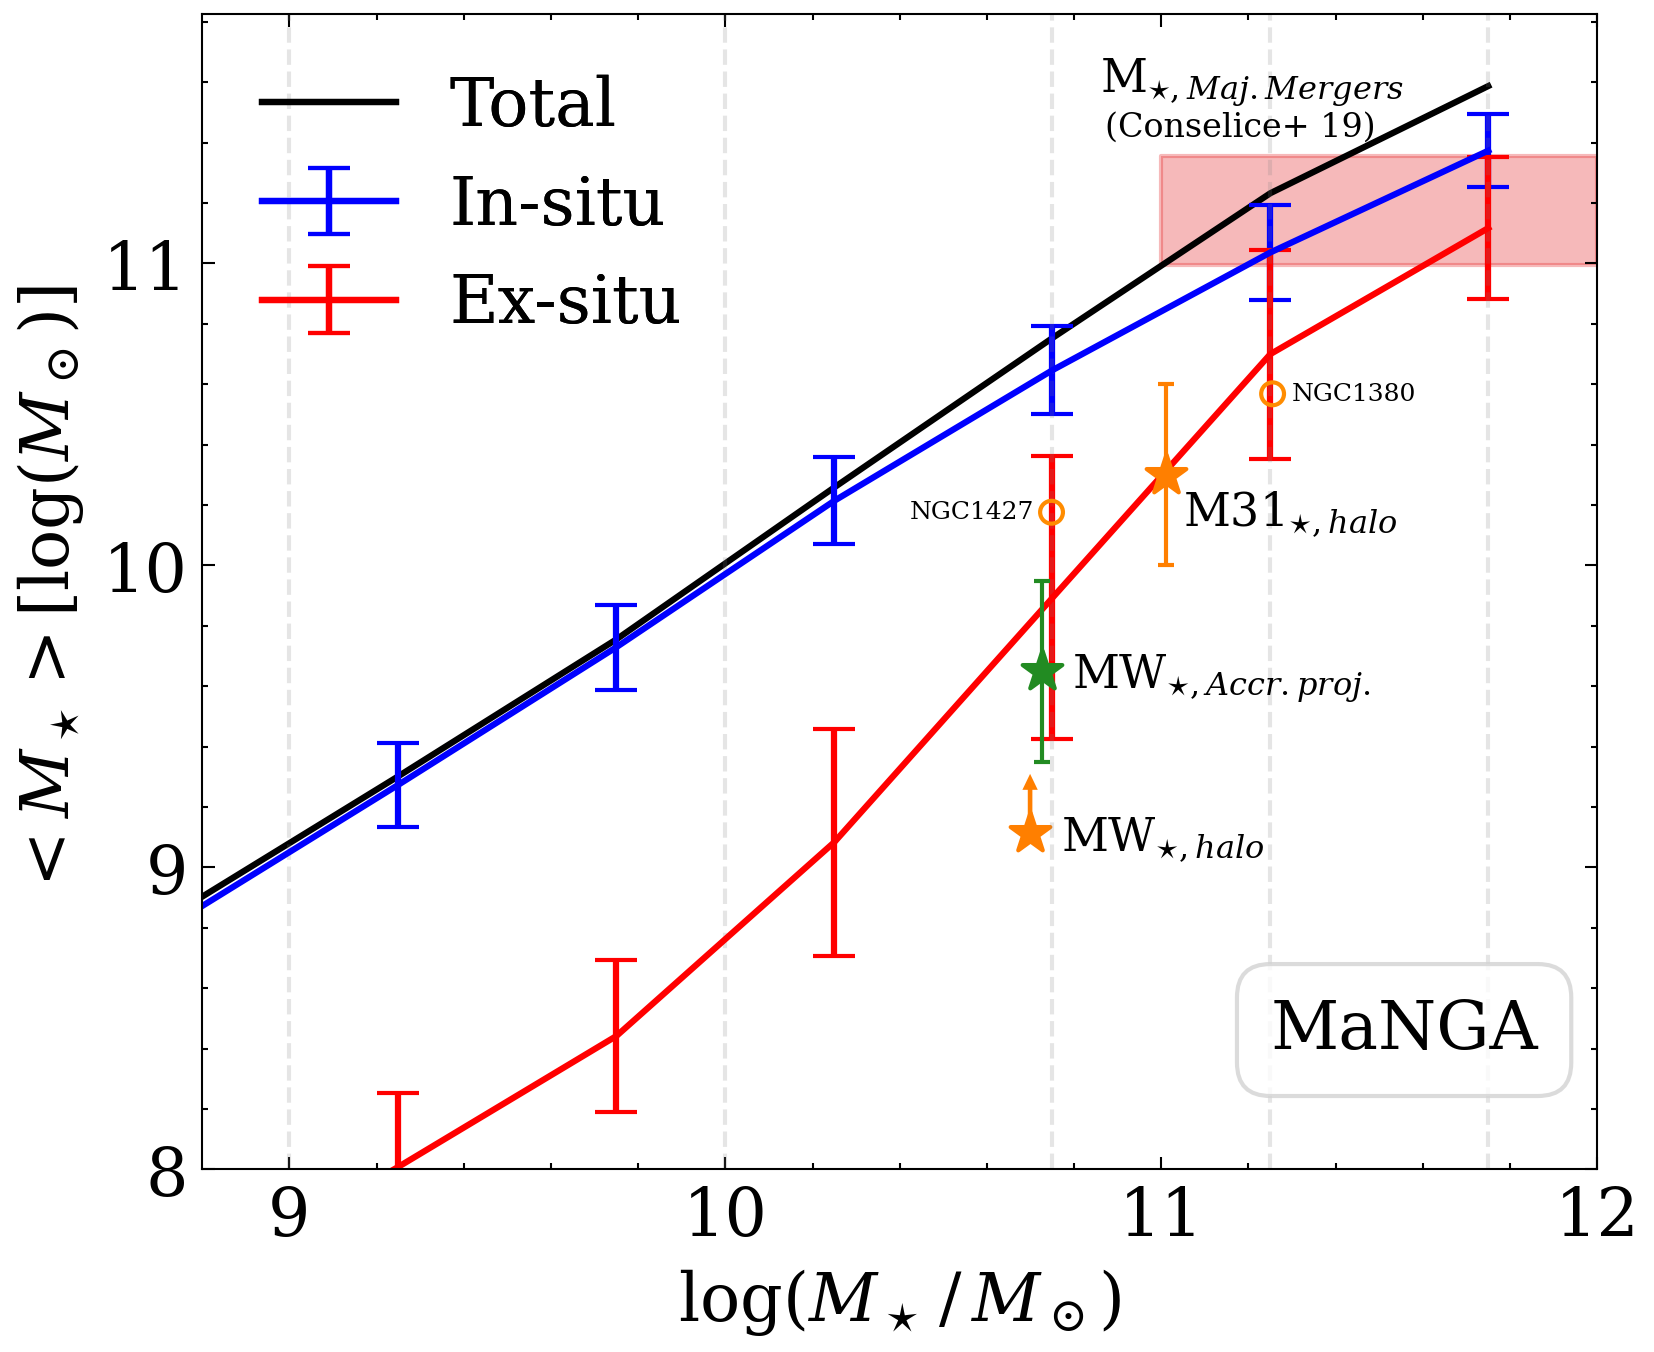 M⋆, Maj. Mergers
(Conselice+ 19)
Total
In-situ
Ex-situ
NGC1380
NGC1427
M31⋆, halo
MW⋆, Accr. proj.
MW⋆, halo
MaNGA
11
10
9
8
9
10
11
12
< M⋆ > [log(M⊙)]
log(M⋆ / M⊙)